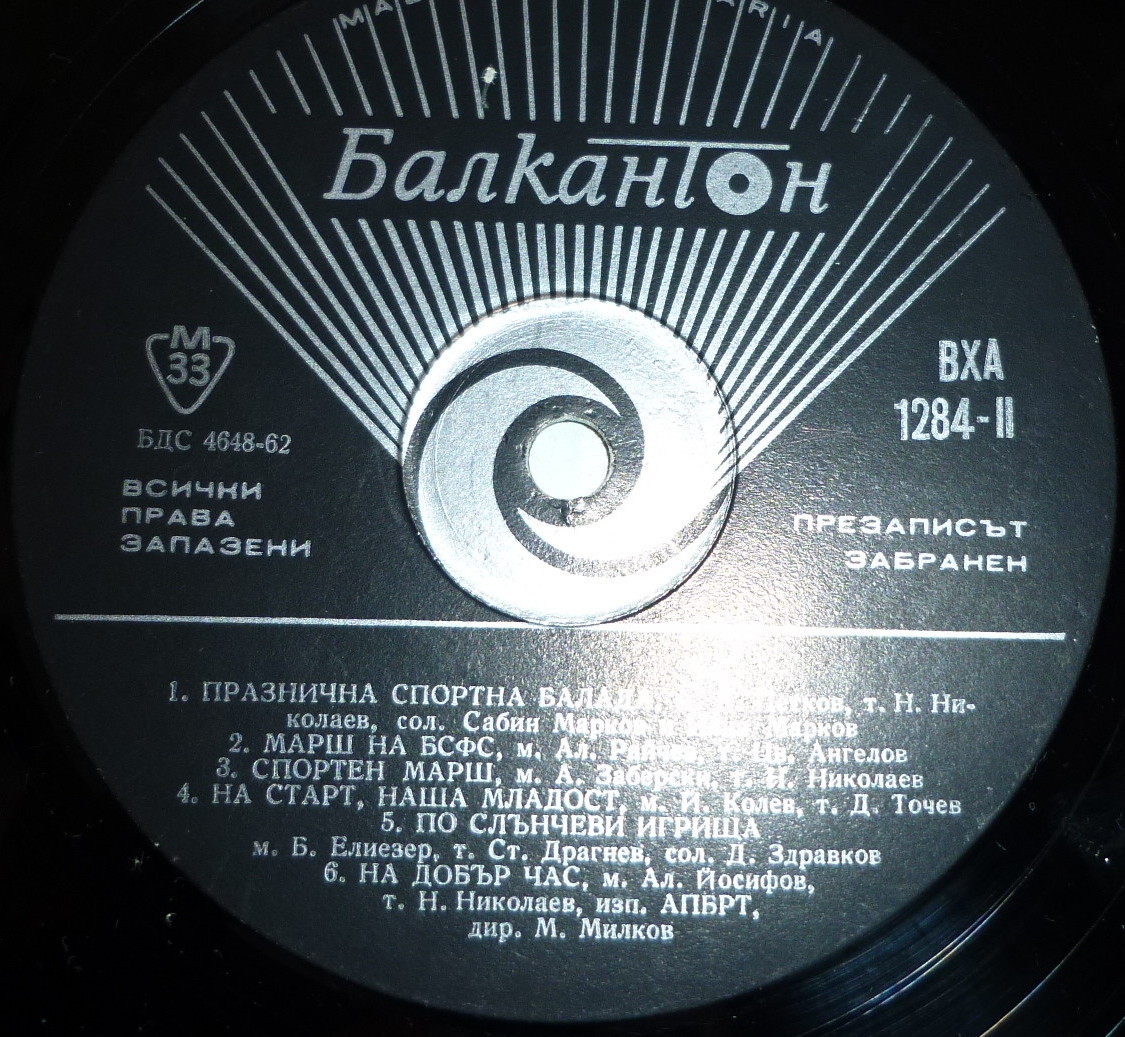 Балкантон
М
33
БДС 4648-62
ВСИЧКИ
ПРАВА
ЗАПАЗЕНИ
ВХА
1284-II
ПРЕЗАПИСЪТ
ЗАБРАНЕН
1. ПРАЗНИЧНА СПОРТНА БАЛАДА, т. Н. Ни-
колаев, сол. Сабин Марков Марков
2. МАРШ НА БСФС, м. Ал. Райчев, т. Цв. Ангелов
3. СПОРТЕН МАРШ, м. А. Заберски, т. Н. Николаев
4. НА СТАРТ, НАША МЛАДОСТ, м. Й. Колев, т. Д. Точев
5. ПО СЛЪНЧЕВИ ИГРИЩА
м. Б. Елиезер, т. Ст. Драгнев, сол. Д. Здравков
6. НА ДОБЪР ЧАС, м. Ал. Йосифов,
т. Н. Николаев, изп. АПБРТ,
дир. М. Милков